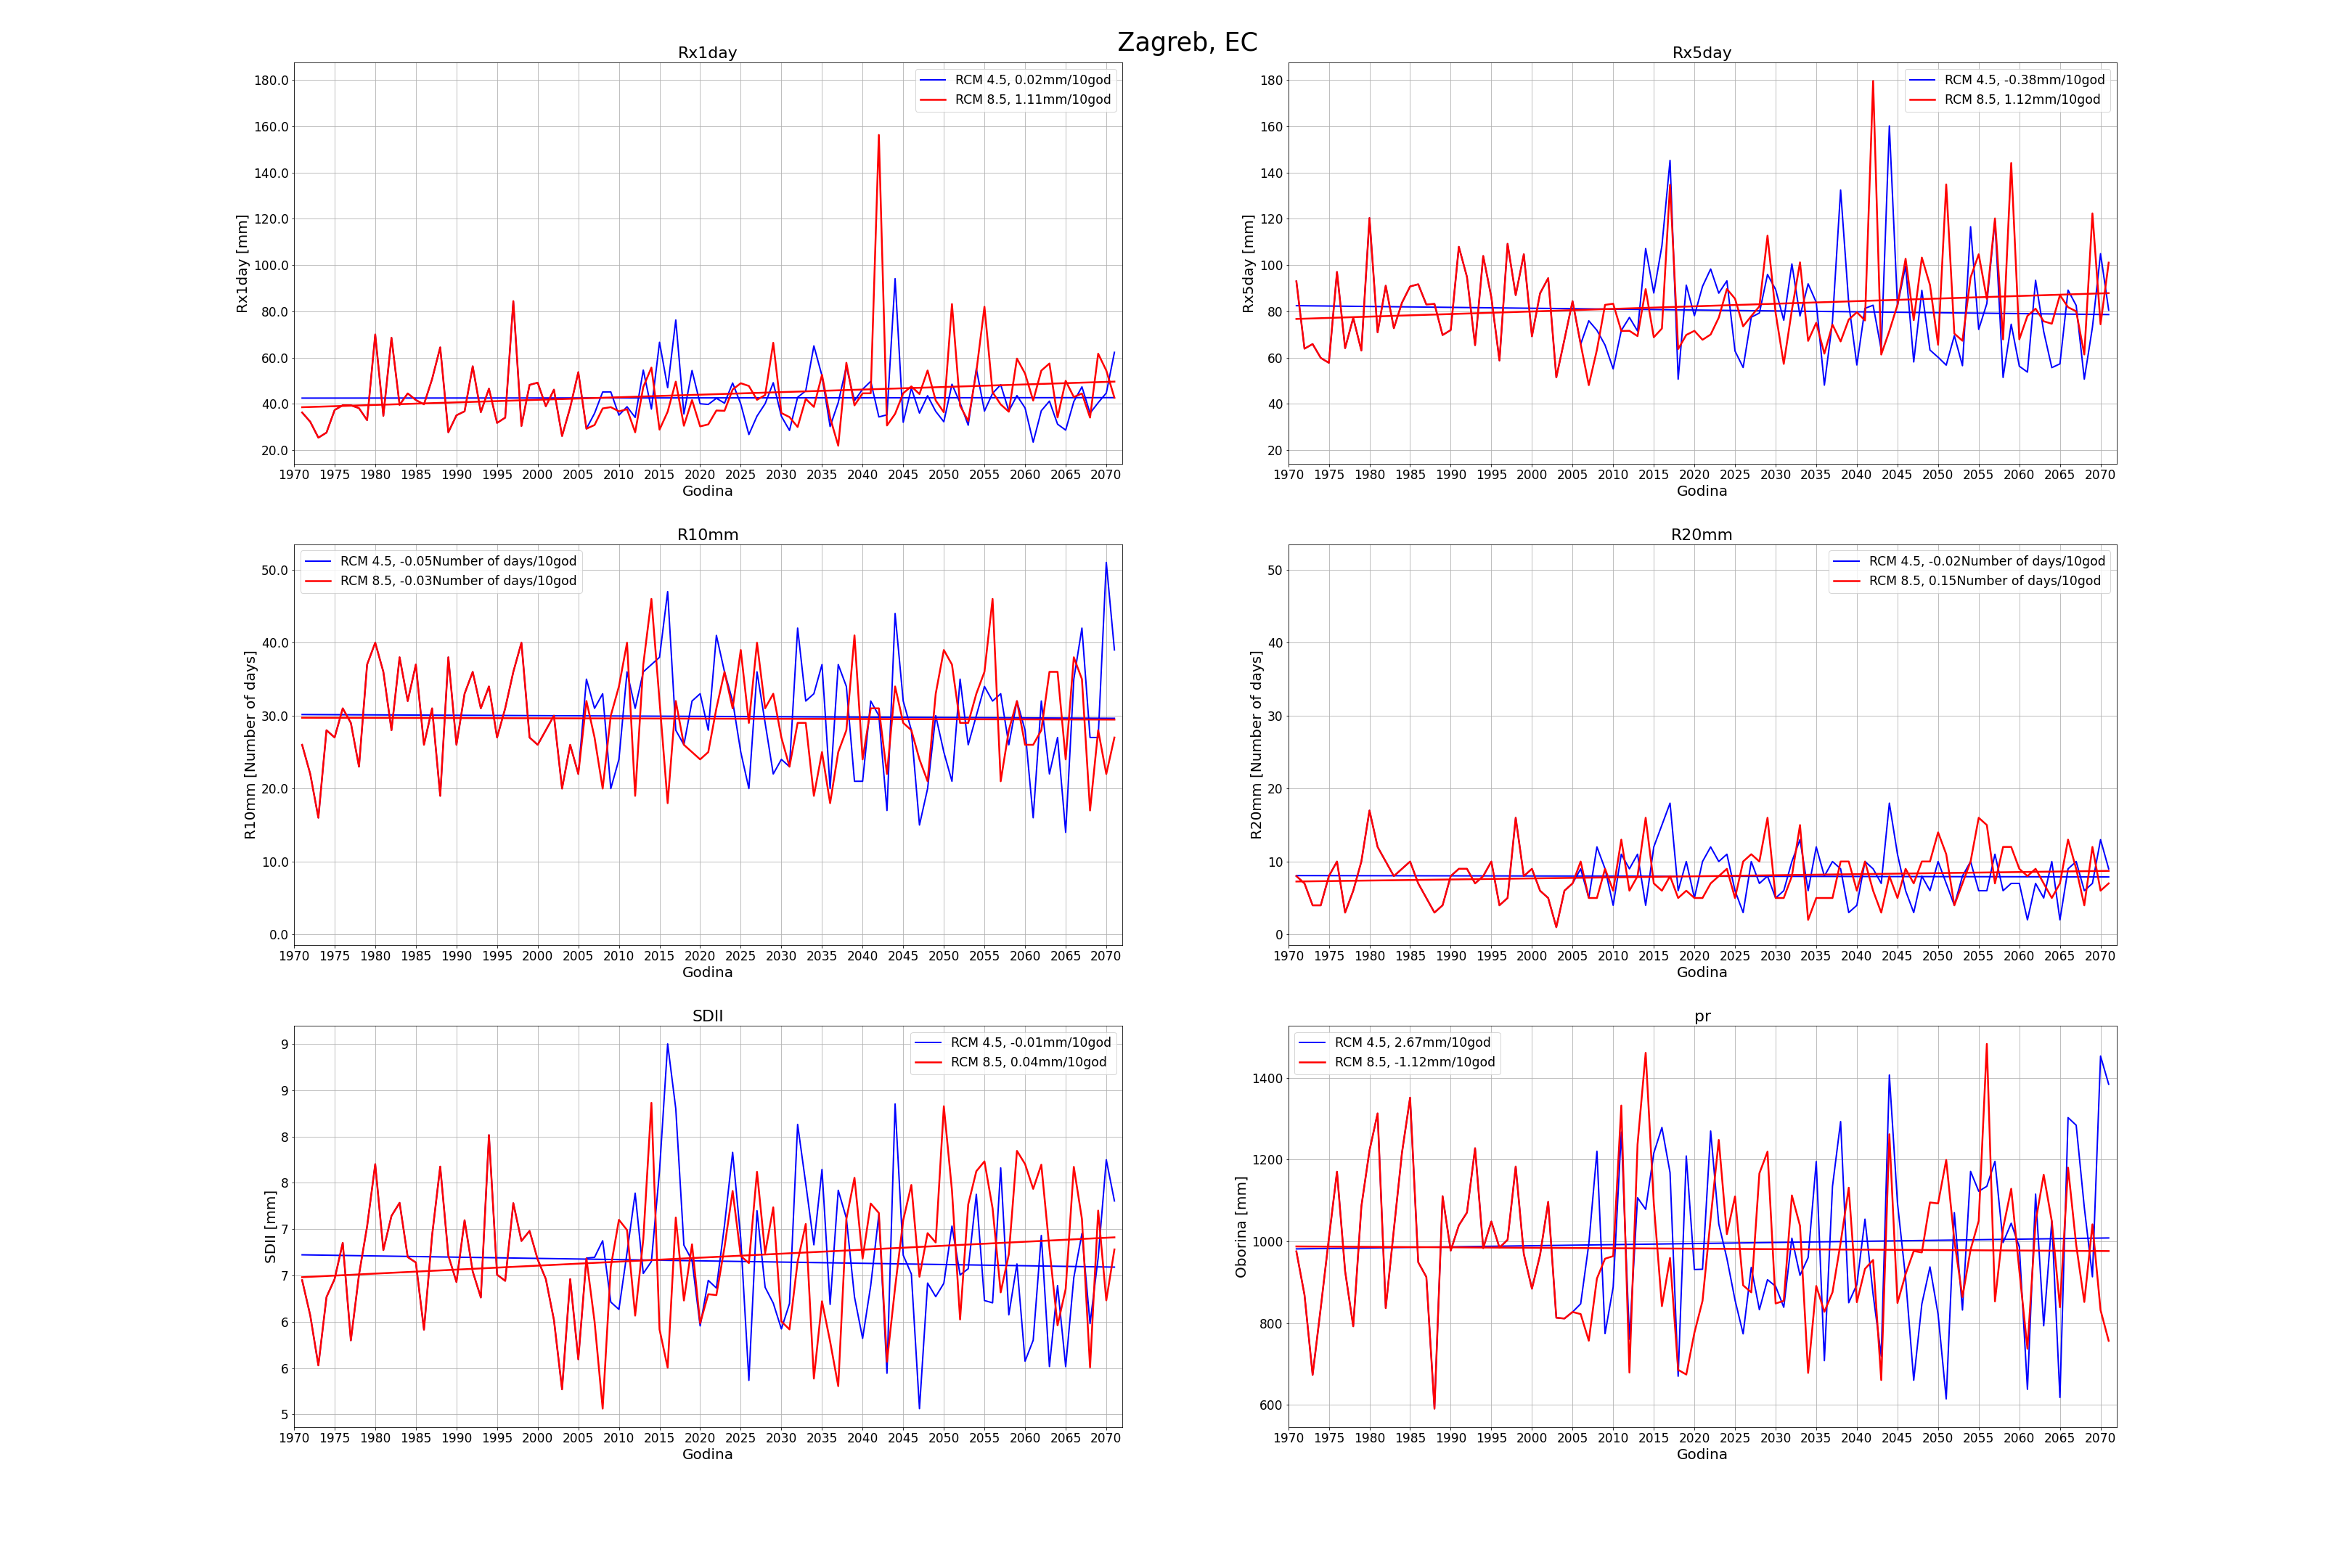 Zagreb, EC
Rx1day
RCM 4.5, 0.02mm/10god
RCM 8.5, 1.11mm/10god
Rx1day [mm]
180.0
160.0
140.0
120.0
100.0
80.0
60.0
40.0
20.0
1970 1975 1980 1985 1990 1995 2000 2005 2010 2015 2020 2025 2030 2035 2040 2045 2050 2055 2060 2065 2070
Godina
Rx5day
RCM 4.5, -0.38mm/10god
RCM 8.5, 1.12mm/10god
Rx5day [mm]
180
160
140
120
100
80
60
40
20
1970 1975 1980 1985 1990 1995 2000 2005 2010 2015 2020 2025 2030 2035 2040 2045 2050 2055 2060 2065 2070
Godina
R10mm
RCM 4.5, -0.05Number of days/10god
RCM 8.5, -0.03Number of days/10god
R10mm [Number of days]
50.0
40.0
30.0
20.0
10.0
0.0
1970 1975 1980 1985 1990 1995 2000 2005 2010 2015 2020 2025 2030 2035 2040 2045 2050 2055 2060 2065 2070
Godina
R20mm
RCM 4.5, -0.02Number of days/10god
RCM 8.5, 0.15Number of days/10god
R20mm [Number of days]
50
40
30
20
10
0
1970 1975 1980 1985 1990 1995 2000 2005 2010 2015 2020 2025 2030 2035 2040 2045 2050 2055 2060 2065 2070
Godina
SDII
RCM 4.5, -0.01mm/10god
RCM 8.5, 0.04mm/10god
SDII [mm]
9
9
8
8
7
7
6
6
5
1970 1975 1980 1985 1990 1995 2000 2005 2010 2015 2020 2025 2030 2035 2040 2045 2050 2055 2060 2065 2070
Godina
pr
RCM 4.5, 2.67mm/10god
RCM 8.5, -1.12mm/10god
Oborina [mm]
1400
1200
1000
800
600
1970 1975 1980 1985 1990 1995 2000 2005 2010 2015 2020 2025 2030 2035 2040 2045 2050 2055 2060 2065 2070
Godina